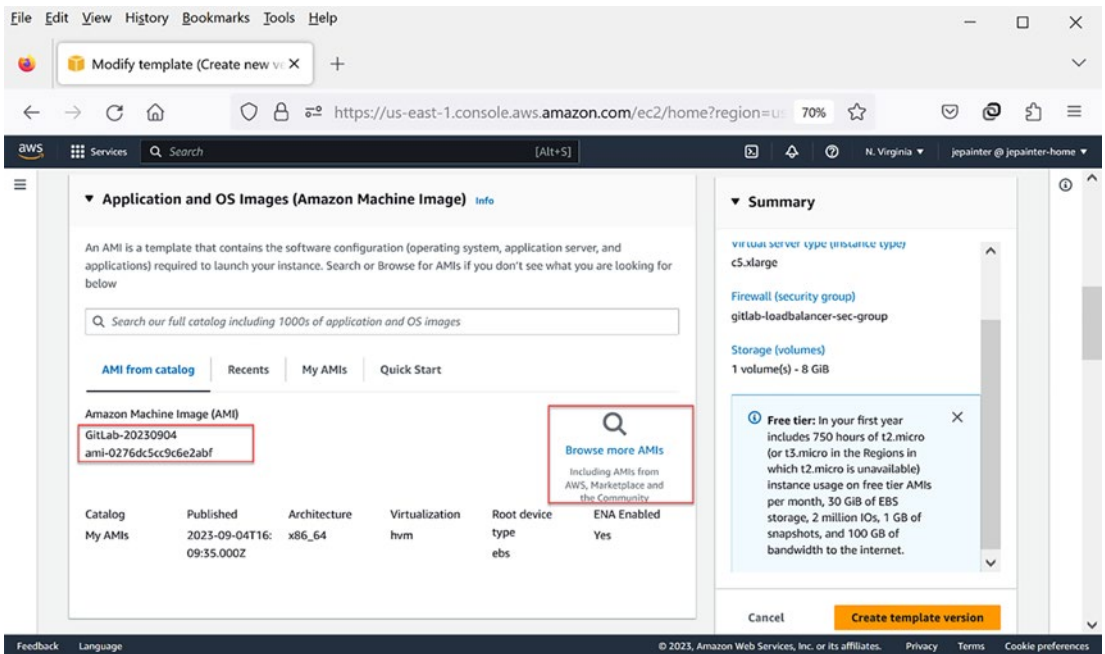 File Edit View History Bookmarks Tools Help
Modify template (Create new ve
https://us-east-1.console.aws.amazon.com/ec2/home?region=us 70%
aws Services Search [Alt+S] N. Virginia jepainter @ jepainter-home
Application and OS Images (Amazon Machine Image) Info
An AMI is a template that contains the software configuration (operating system, application server, and
applications) required to launch your instance. Search or Browse for AMIs if you don't see what you are looking for
below
Search our full catalog including 1000s of application and OS images
AMI from catalog Recents My AMIs Quick Start
Amazon Machine Image (AMI)
GitLab-20230904
ami-0276dc5cc9c6e2abf
Browse more AMIs
Including AMIs from
AWS, Marketplace and
the Community
Catalog Published Architecture Virtualization Root device ENA Enabled
type
My AMIs 2023-09-04T16: x86_64 hvm ebs Yes
09:35.000Z
Summary
Virtual server type (instance type)
c5.xlarge
Firewall (security group)
gitlab-loadbalancer-sec-group
Storage (volumes)
1 volume(s) - 8 GiB
Free tier: In your first year
includes 750 hours of t2.micro
(or t3.micro in the Regions in
which t2.micro is unavailable)
instance usage on free tier AMIs
per month, 30 GiB of EBS
storage, 2 million IOs, 1 GB of
snapshots, and 100 GB of
bandwidth to the internet.
Cancel Create template version
Feedback Language © 2023, Amazon Web Services, Inc. or its affiliates. Privacy Terms Cookie preferences